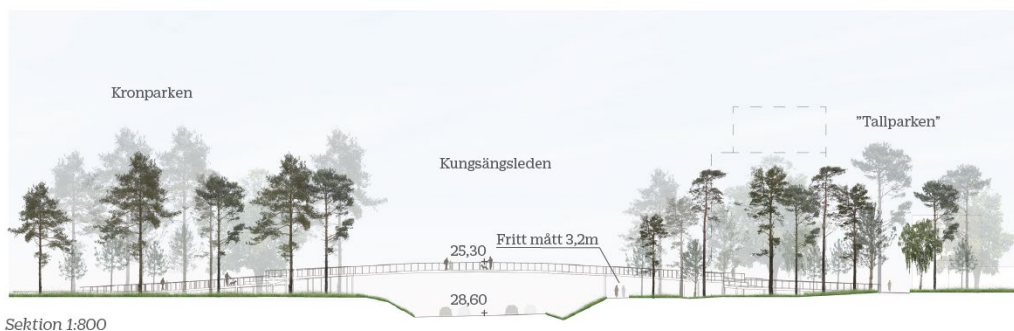 Kronparken
"Tallparken"
Kungsängsleden
Fritt mått 3,2m
25,30
28,60
Sektion 1:800